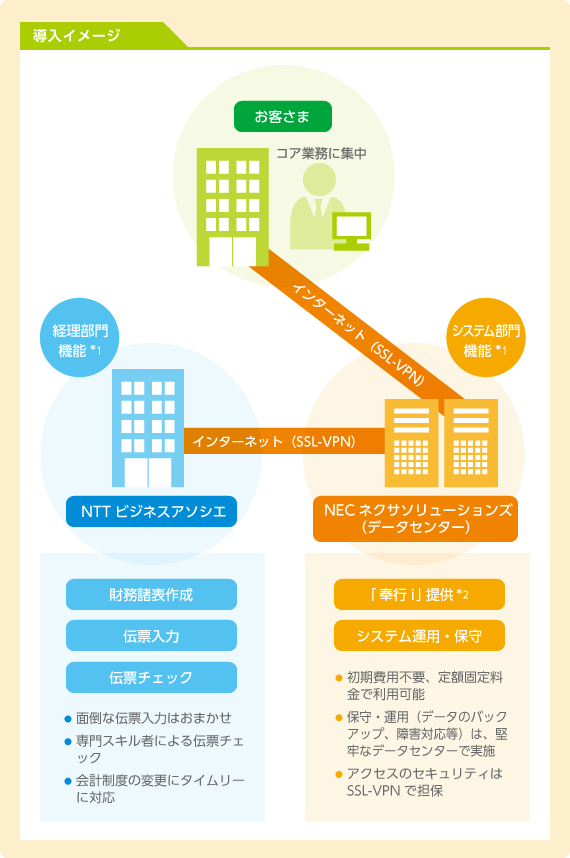 導入イメージ
お客さま
コア業務に集中
インターネット（SSL-VPN）
経理部門
機能 *1
システム部門
機能 *1
インターネット（SSL-VPN）
NTT ビジネスアソシエ
NEC ネクサソリューションズ
（データセンター）
財務諸表作成
伝票入力
伝票チェック
● 面倒な伝票入力はおまかせ
● 専門スキル者による伝票チェ
ック
● 会計制度の変更にタイムリー
に対応
「奉行 i」提供 *2
システム運用・保守
● 初期費用不要、定額固定料
金で利用可能
● 保守・運用（データのバック
アップ、障害対応等）は、堅
牢なデータセンターで実施
● アクセスのセキュリティは
SSL-VPN で担保